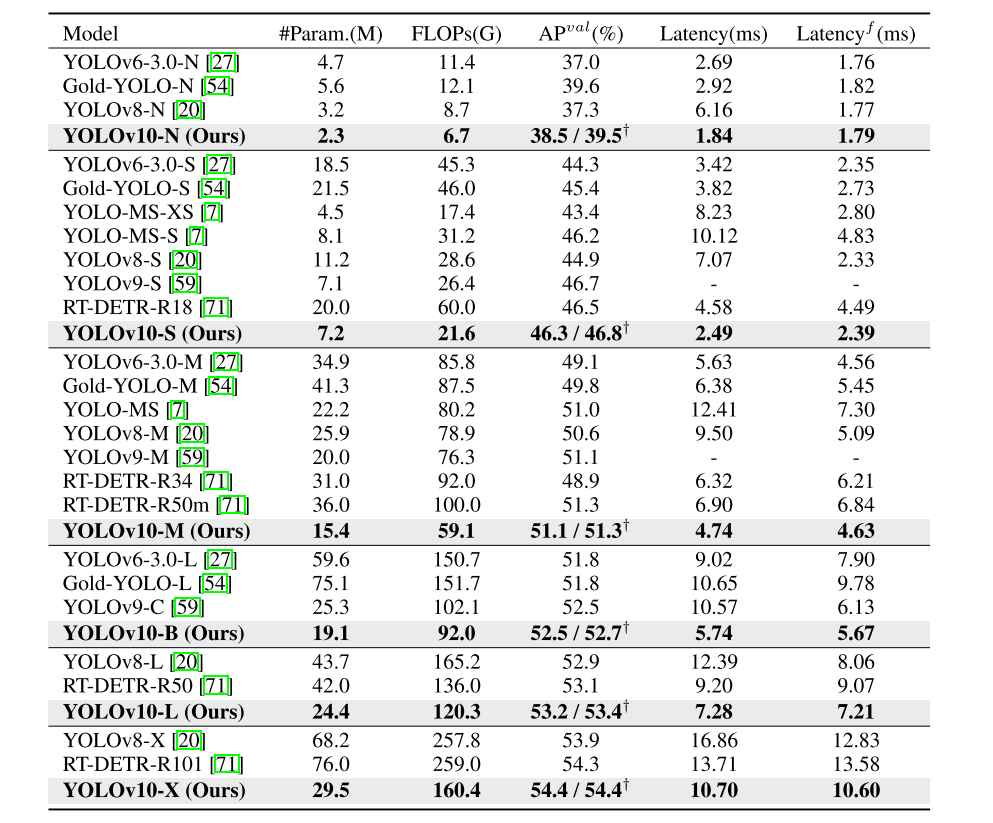 Model #Param.(M) FLOPs(G) AP^val(%) Latency(ms) Latency^f(ms)
YOLOv6-3.0-N [27] 4.7 11.4 37.0 2.69 1.76
Gold-YOLO-N [54] 5.6 12.1 39.6 2.92 1.82
YOLOv8-N [20] 3.2 8.7 37.3 6.16 1.77
YOLOv10-N (Ours) 2.3 6.7 38.5 / 39.5† 1.84 1.79
YOLOv6-3.0-S [27] 18.5 45.3 44.3 3.42 2.35
Gold-YOLO-S [54] 21.5 46.0 45.4 3.82 2.73
YOLO-MS-XS [7] 4.5 17.4 43.4 8.23 2.80
YOLO-MS-S [7] 8.1 31.2 46.2 10.12 4.83
YOLOv8-S [20] 11.2 28.6 44.9 7.07 2.33
YOLOv9-S [59] 7.1 26.4 46.7 - -
RT-DETR-R18 [71] 20.0 60.0 46.5 4.58 4.49
YOLOv10-S (Ours) 7.2 21.6 46.3 / 46.8† 2.49 2.39
YOLOv6-3.0-M [27] 34.9 85.8 49.1 5.63 4.56
Gold-YOLO-M [54] 41.3 87.5 49.8 6.38 5.45
YOLO-MS [7] 22.2 80.2 51.0 12.41 7.30
YOLOv8-M [20] 25.9 78.9 50.6 9.50 5.09
YOLOv9-M [59] 20.0 76.3 51.1 - -
RT-DETR-R34 [71] 31.0 92.0 48.9 6.32 6.21
RT-DETR-R50m [71] 36.0 100.0 51.3 6.90 6.84
YOLOv10-M (Ours) 15.4 59.1 51.1 / 51.3† 4.74 4.63
YOLOv6-3.0-L [27] 59.6 150.7 51.8 9.02 7.90
Gold-YOLO-L [54] 75.1 151.7 51.8 10.65 9.78
YOLOv9-C [59] 25.3 102.1 52.5 10.57 6.13
YOLOv10-B (Ours) 19.1 92.0 52.5 / 52.7† 5.74 5.67
YOLOv8-L [20] 43.7 165.2 52.9 12.39 8.06
RT-DETR-R50 [71] 42.0 136.0 53.1 9.20 9.07
YOLOv10-L (Ours) 24.4 120.3 53.2 / 53.4† 7.28 7.21
YOLOv8-X [20] 68.2 257.8 53.9 16.86 12.83
RT-DETR-R101 [71] 76.0 259.0 54.3 13.71 13.58
YOLOv10-X (Ours) 29.5 160.4 54.4 / 54.4† 10.70 10.60